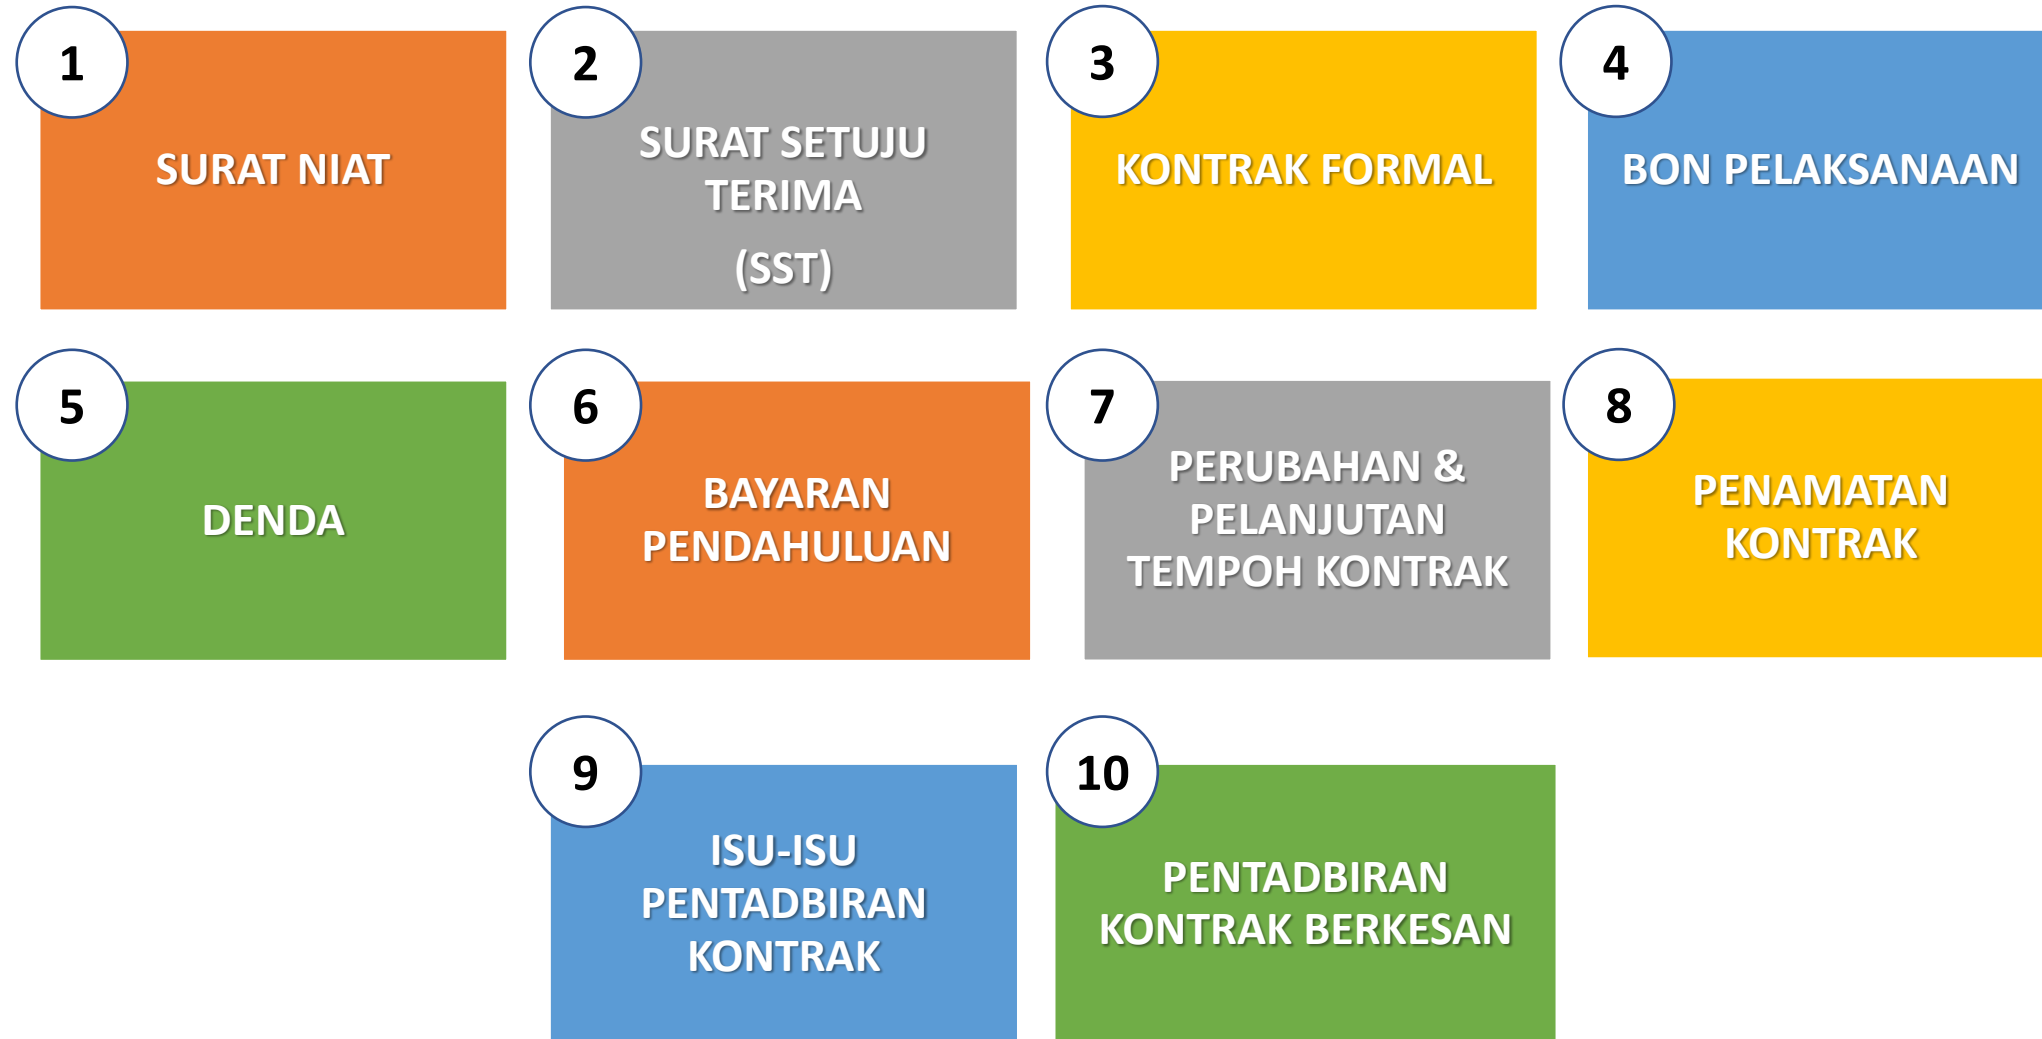 1
SURAT NIAT
2
SURAT SETUJU
TERIMA
(SST)
3
KONTRAK FORMAL
4
BON PELAKSANAAN
5
DENDA
6
BAYARAN
PENDAHULUAN
7
PERUBAHAN &
PELANJUTAN
TEMPOH KONTRAK
8
PENAMATAN
KONTRAK
9
ISU-ISU
PENTADBIRAN
KONTRAK
10
PENTADBIRAN
KONTRAK BERKESAN